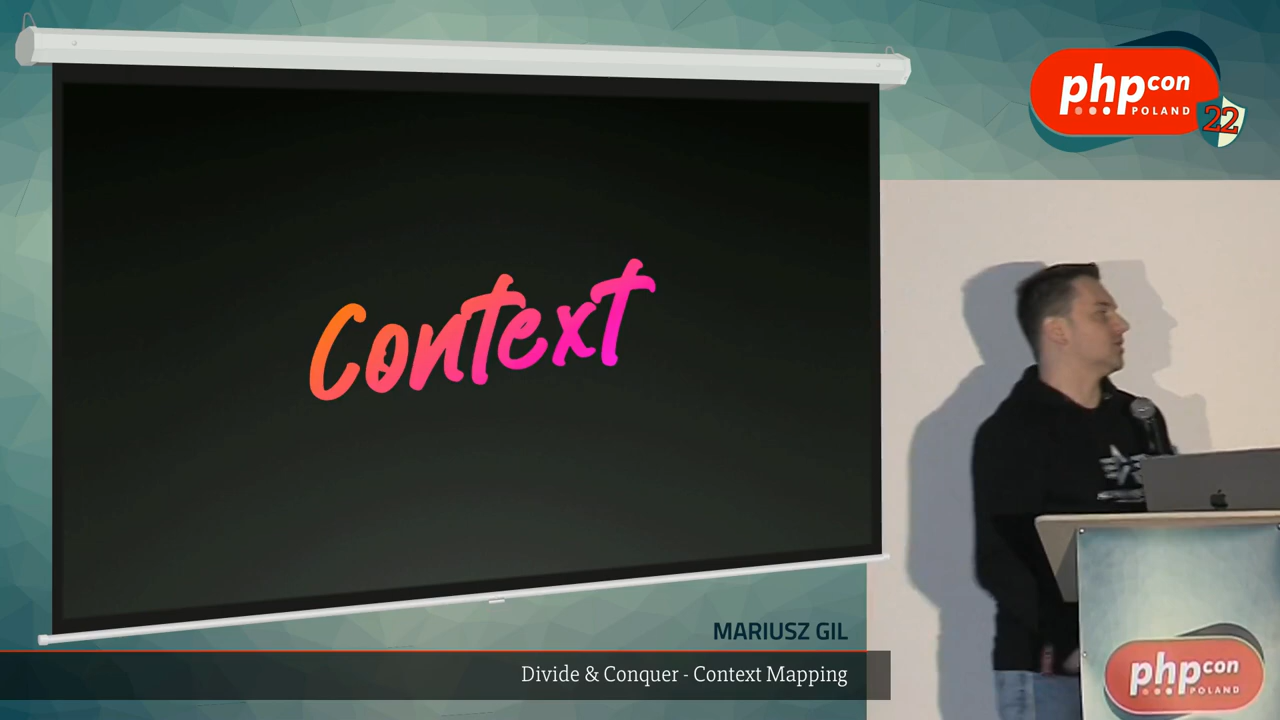 phpcon
POLAND
22
Context
MARIUSZ GIL
Divide & Conquer - Context Mapping
phpcon
POLAND